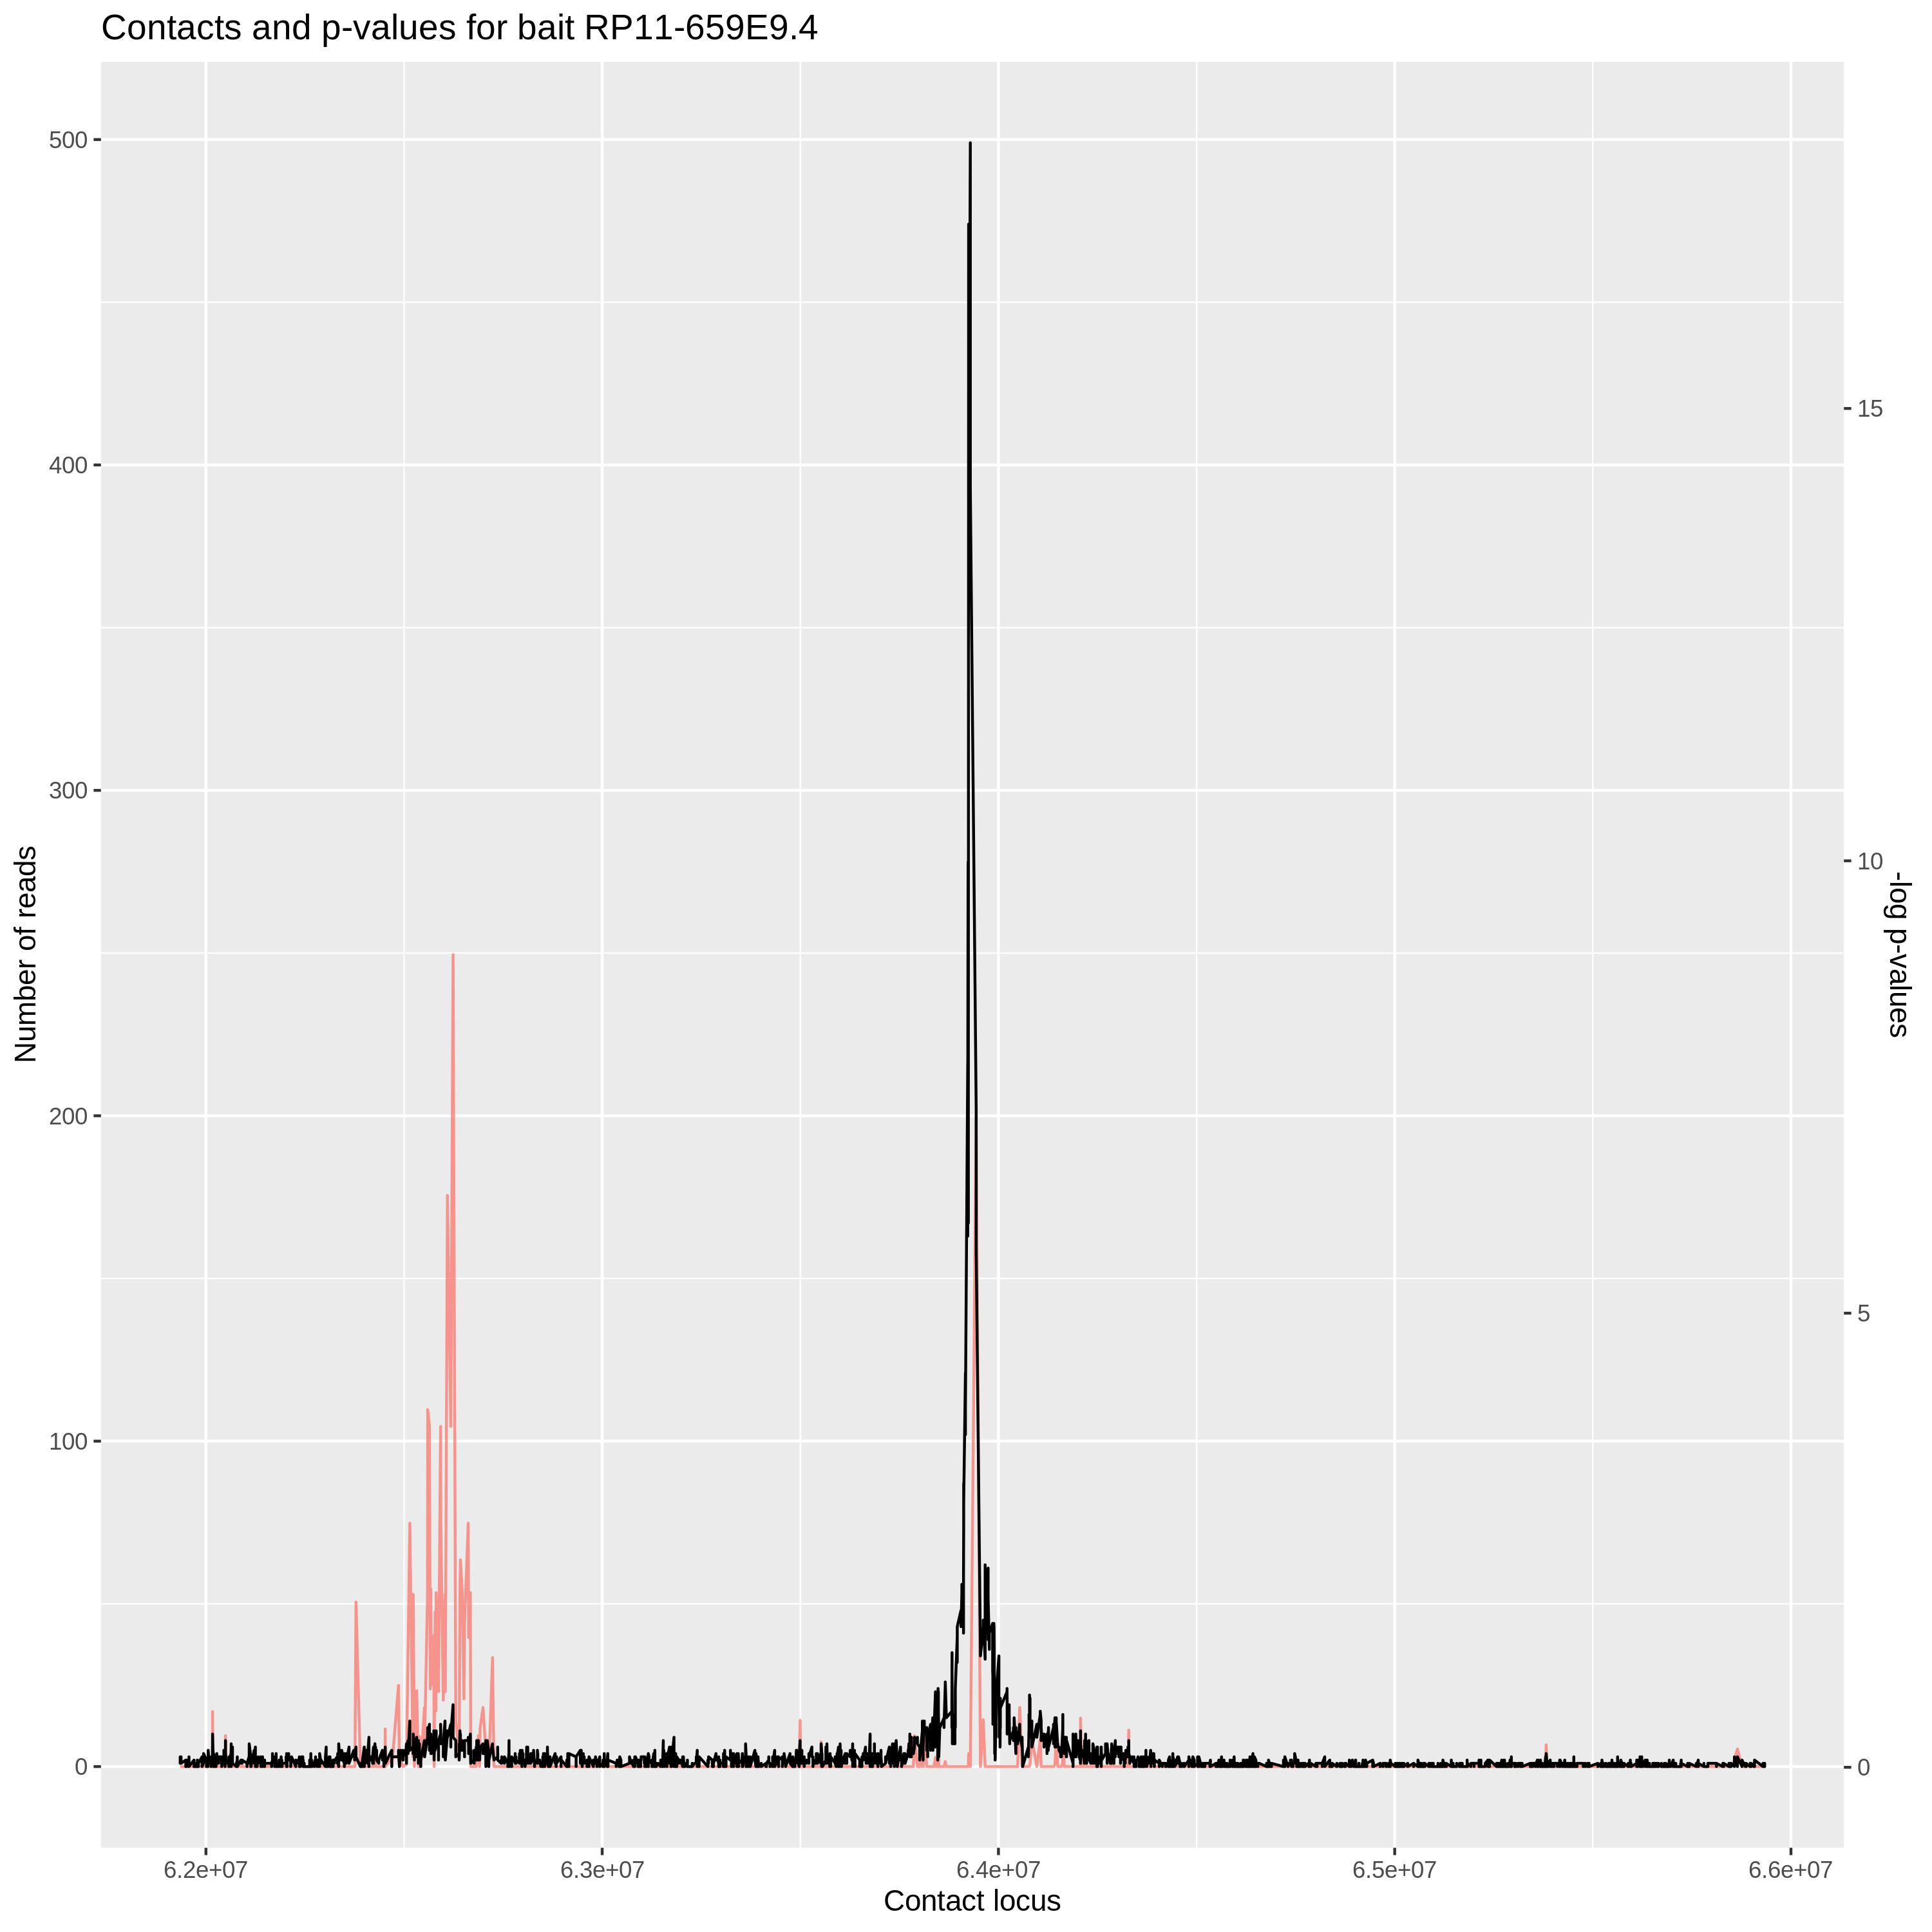 Contacts and p-values for bait RP11-659E9.4
500
400
300
200
100
0
Number of reads
15
10
5
0
-log p-values
6.2e+07
6.3e+07
6.4e+07
6.5e+07
6.6e+07
Contact locus